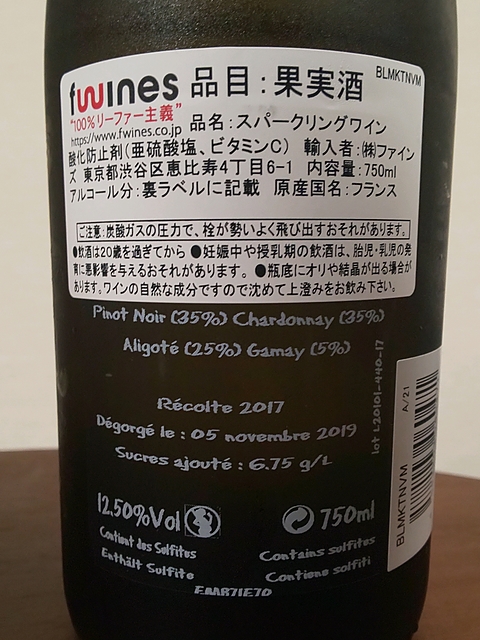 fwines 品目：果実酒 BLMKTNVM
"100%リーファー主義"
https://www.fwines.co.jp 品名：スパークリングワイン
酸化防止剤（亜硫酸塩、ビタミンC） 輸入者：㈱ファイン
ズ 東京都渋谷区恵比寿4丁目6-1 内容量：750ml
アルコール分：裏ラベルに記載 原産国名：フランス
ご注意：炭酸ガスの圧力で、栓が勢いよく飛び出すおそれがあります。
●飲酒は20歳を過ぎてから ●妊娠中や授乳期の飲酒は、胎児・乳児の発
育に悪影響を与えるおそれがあります。 ●瓶底にオリや結晶が出る場合が
あります。ワインの自然な成分ですので沈めて上澄みをお飲み下さい。
Pinot Noir (35%) Chardonnay (35%)
Aligoté (25%) Gamay (5%)
lot L20101-440-17
Récolte 2017
Dégorgé le : 05 novembre 2019
Sucres ajouté : 6.75 g/L
12.50%Vol 750ml
Contient des Sulfites Contains sulfites
Enthält Sulfite Contiene solfiti
BLMKTNVM A/21